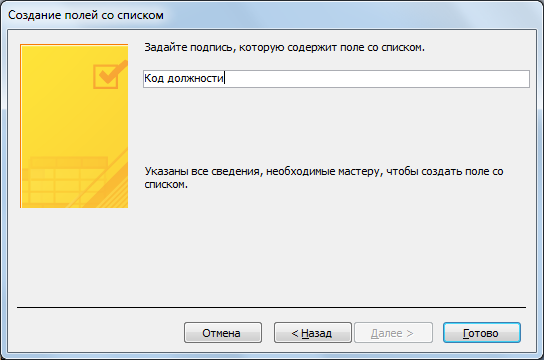 Создание полей со списком
Задайте подпись, которую содержит поле со списком.
Код должности
Указаны все сведения, необходимые мастеру, чтобы создать поле со
списком.
Отмена
< Назад
Далее >
Готово